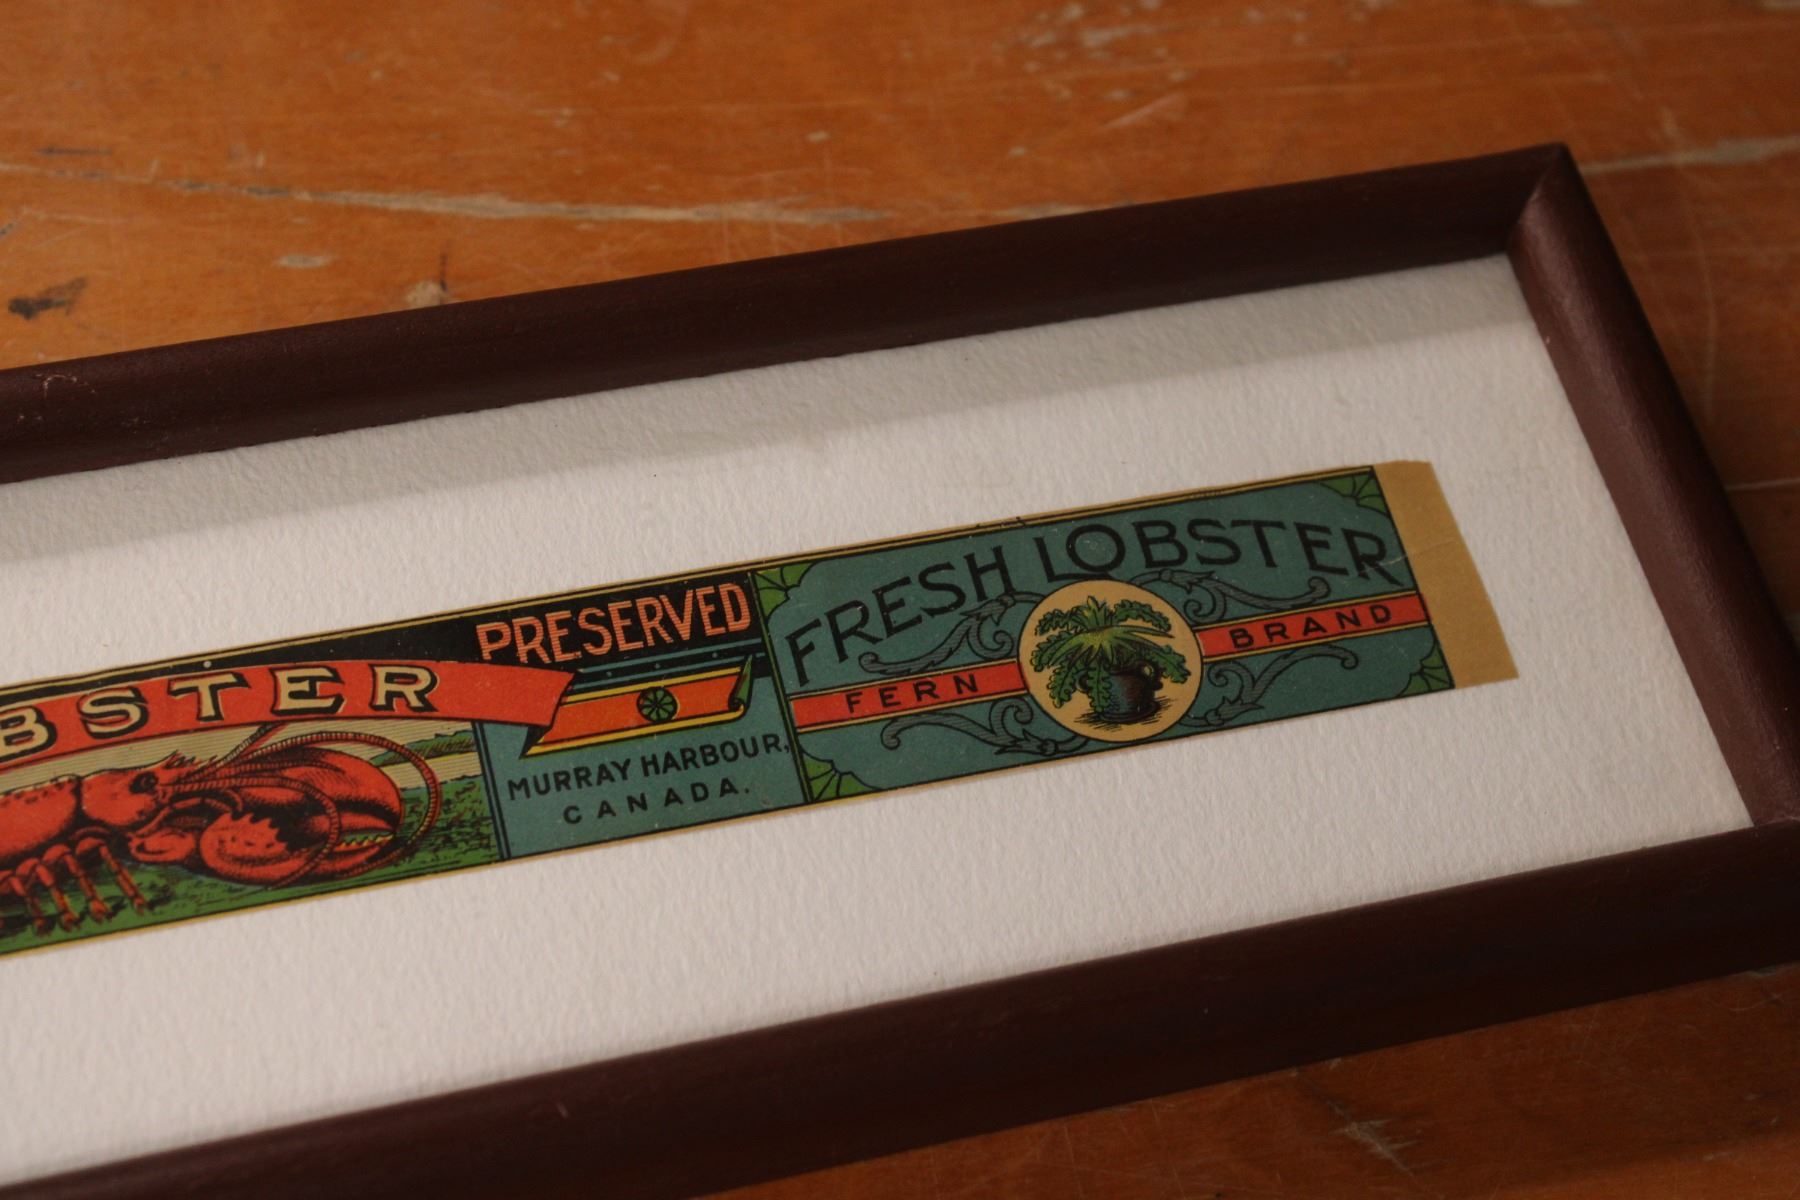 BSTER
PRESERVED
MURRAY HARBOUR,
CANADA.
FRESH LOBSTER
FERN BRAND